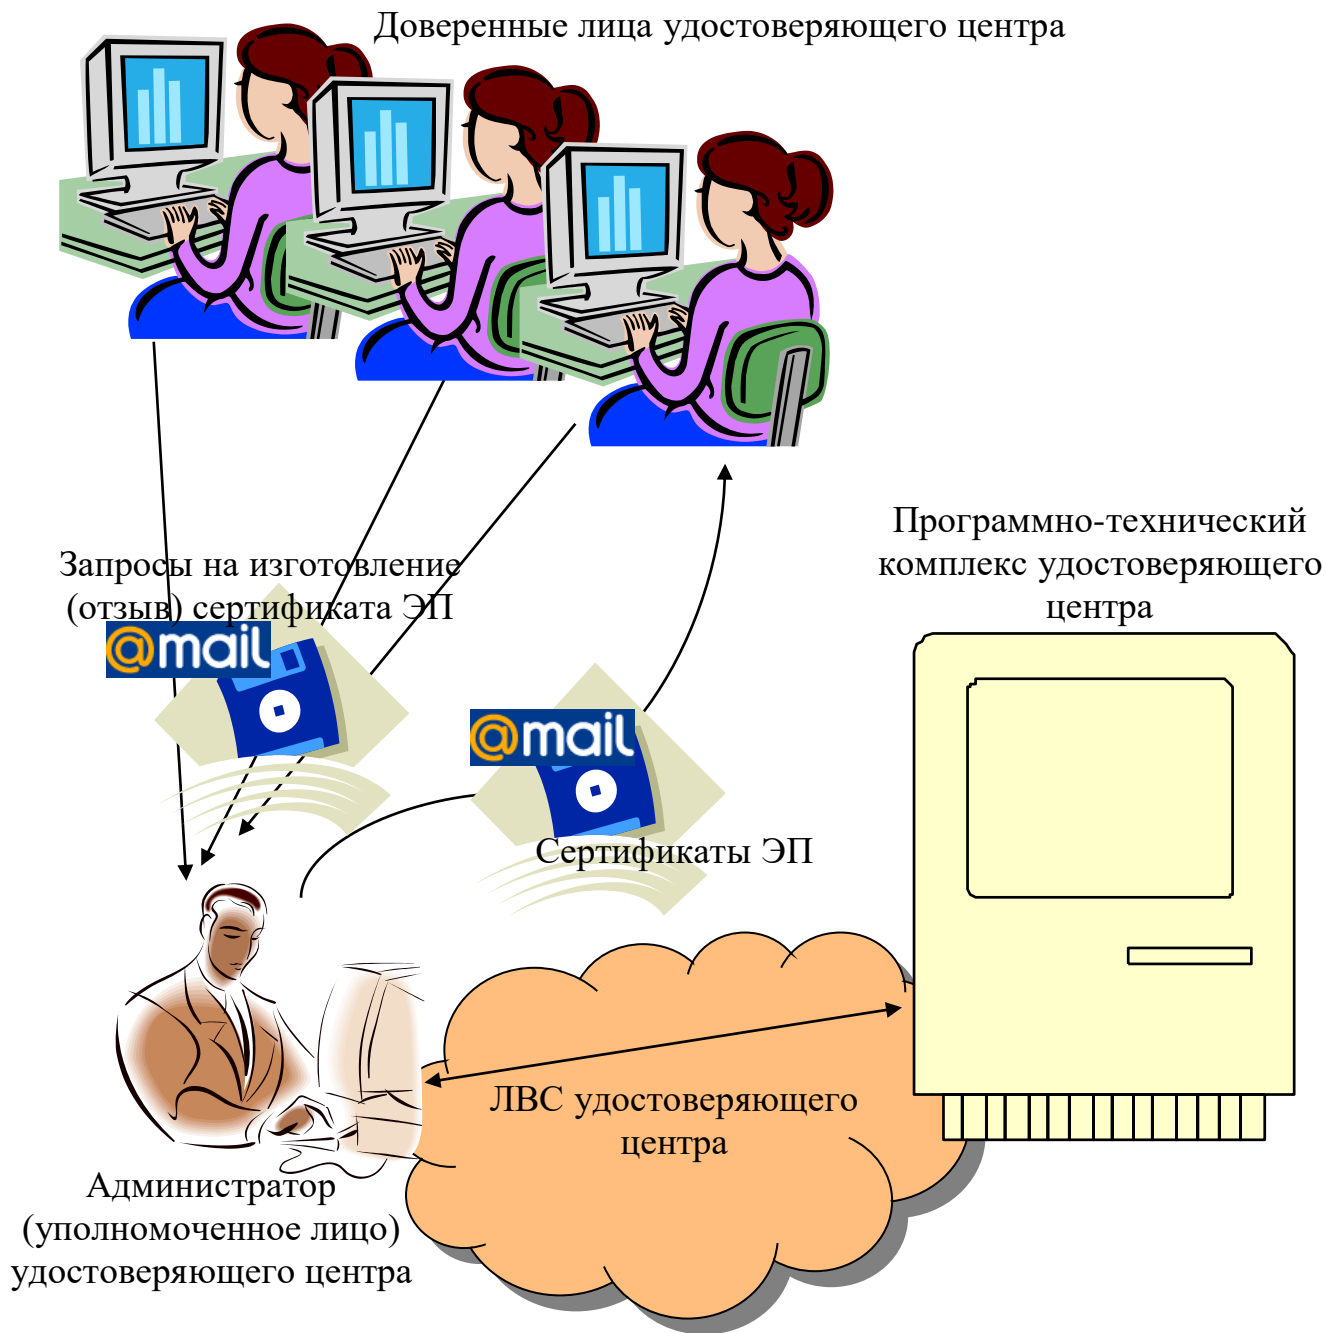 Доверенные лица удостоверяющего центра
Программно-технический
комплекс удостоверяющего
центра
Запросы на изготовление
(отзыв) сертификата ЭП
@mail
@mail
Сертификаты ЭП
ЛВС удостоверяющего
центра
Администратор
(уполномоченное лицо)
удостоверяющего центра